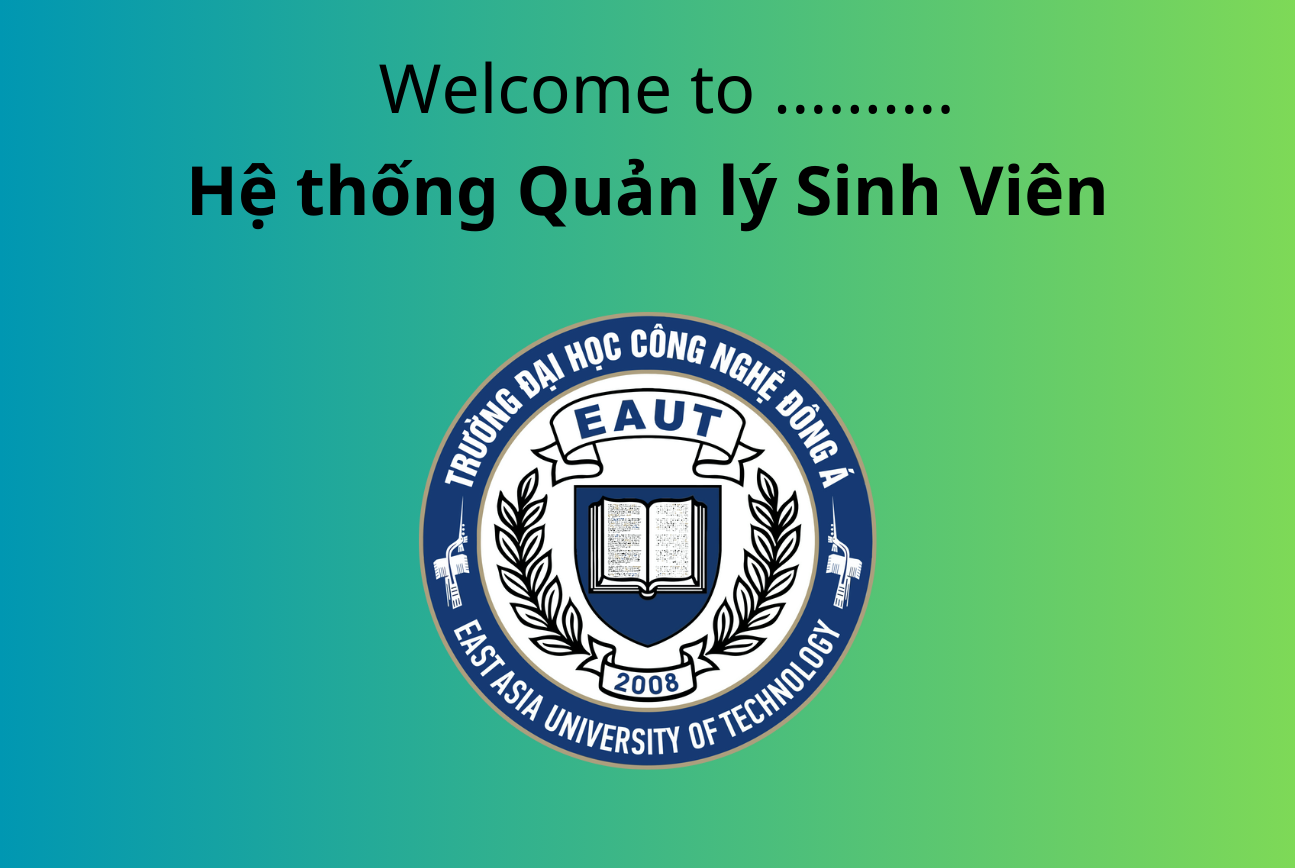 Welcome to ..........
Hệ thống Quản lý Sinh Viên
TRƯỜNG ĐẠI HỌC CÔNG NGHỆ ĐÔNG Á
EAUT
2008
EAST ASIA UNIVERSITY OF TECHNOLOGY